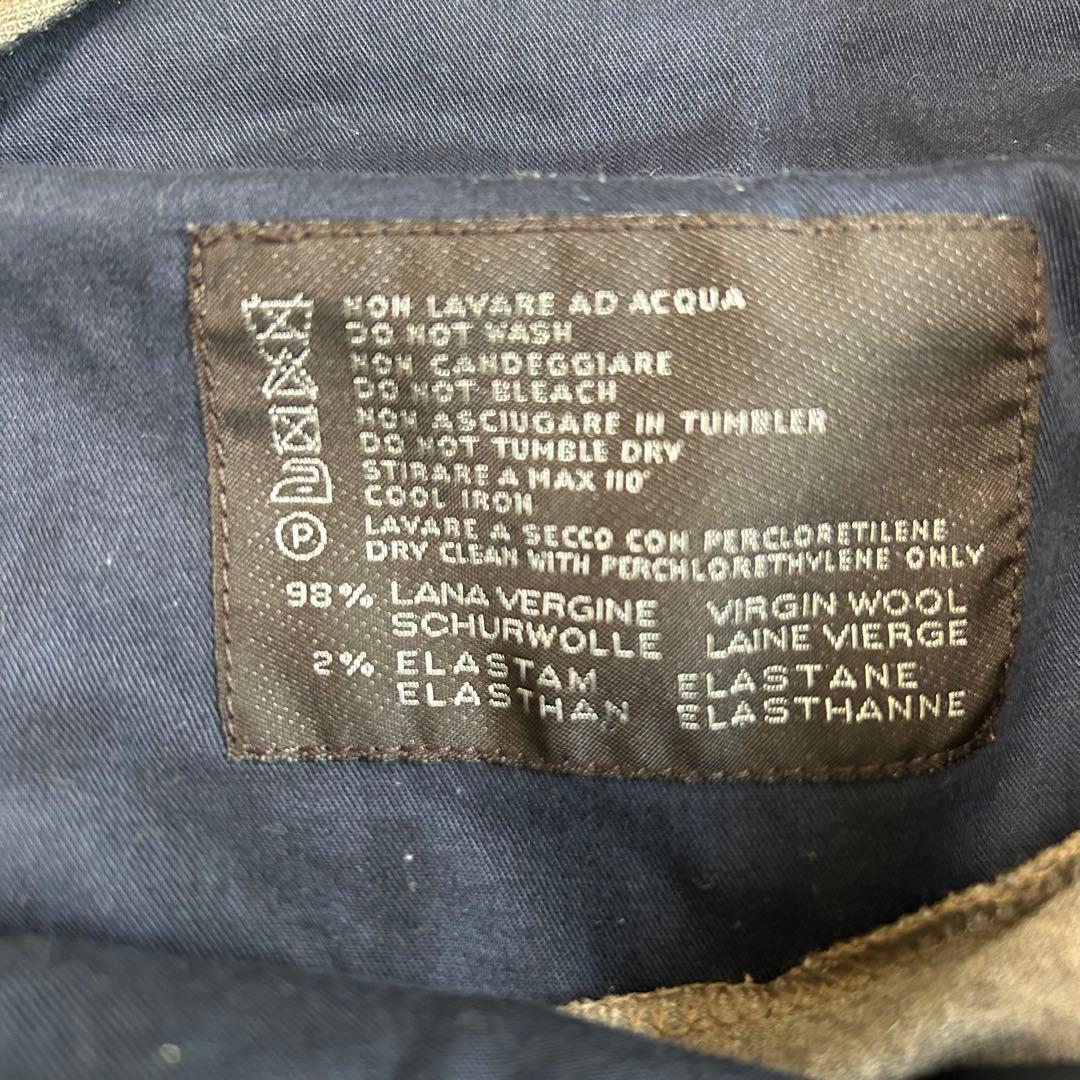 NON LAVARE AD ACQUA
DO NOT WASH
NON CANDEGGIARE
DO NOT BLEACH
NON ASCIUGARE IN TUMBLER
DO NOT TUMBLE DRY
STIRARE A MAX 110°
COOL IRON
P LAVARE A SECCO CON PERCLORETILENE
DRY CLEAN WITH PERCHLORETHYLENE ONLY
98% LANA VERGINE VIRGIN WOOL
SCHURWOLLE LAINE VIERGE
2% ELASTAM ELASTANE
ELASTHAN ELASTHANNE